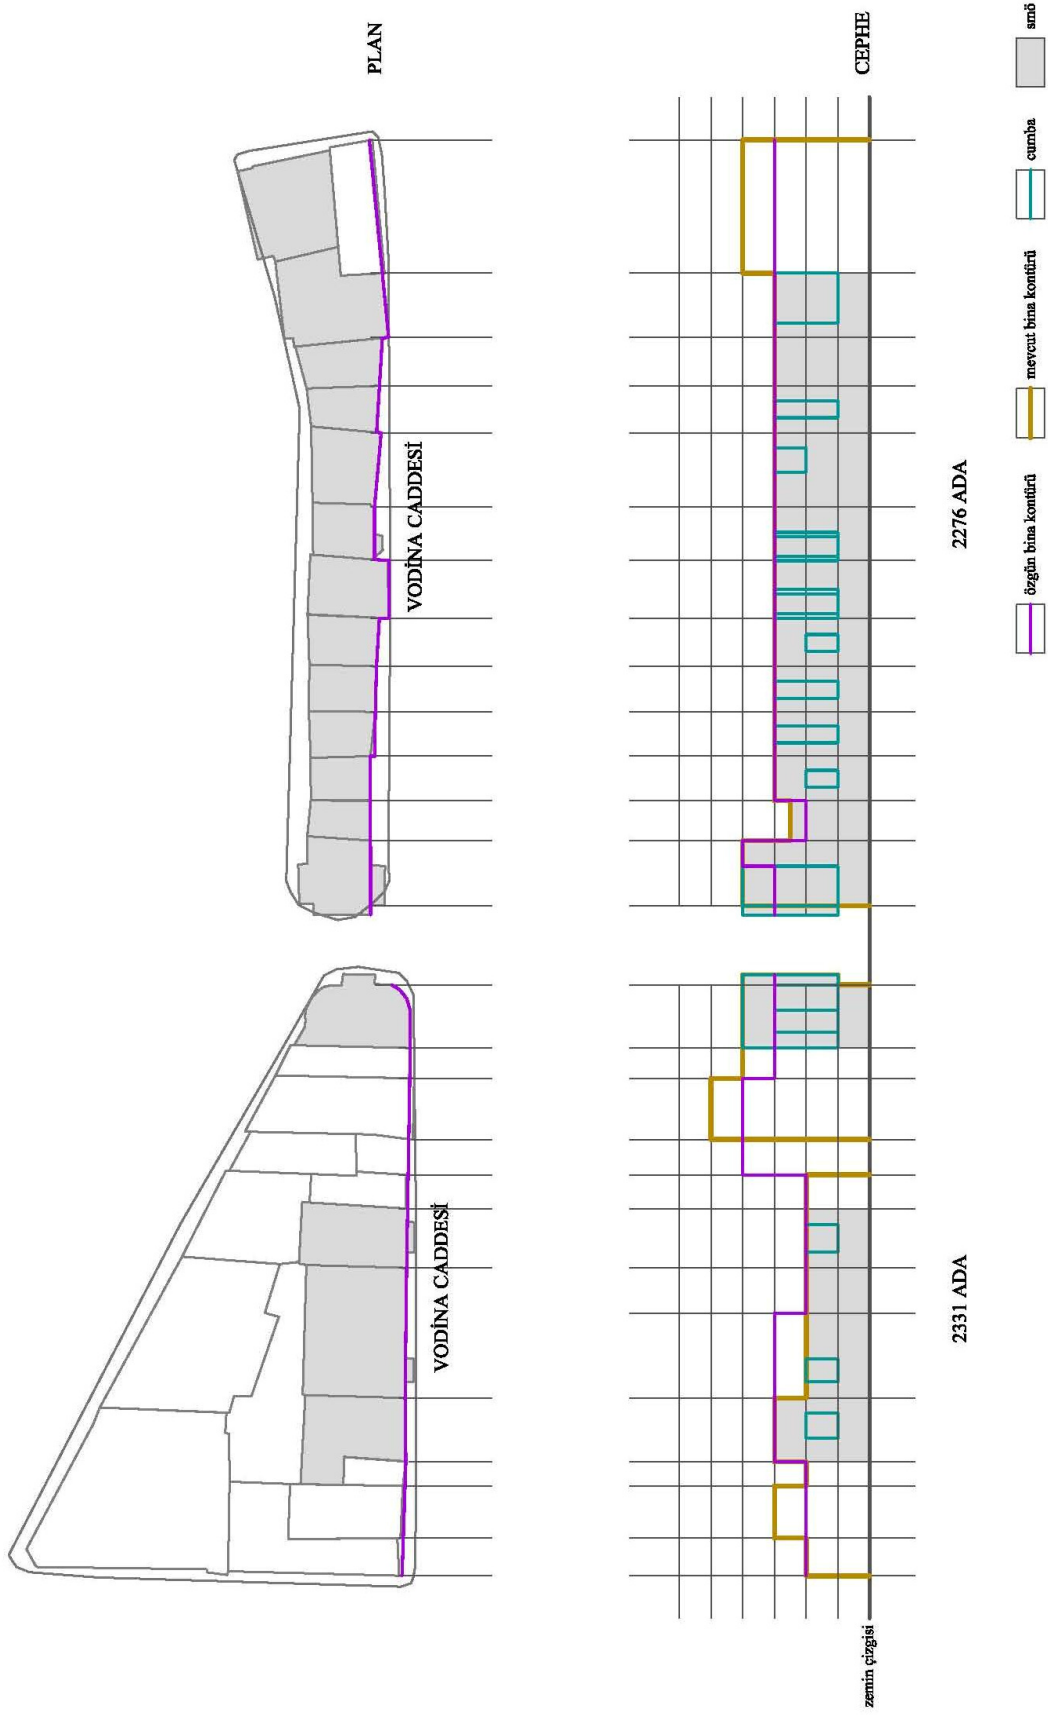 PLAN
VODİNA CADDESİ
VODİNA CADDESİ
CEPHE
zemin çizgisi
2331 ADA
2276 ADA
özgün bina kontürü
mevcut bina kontürü
cumba
smö